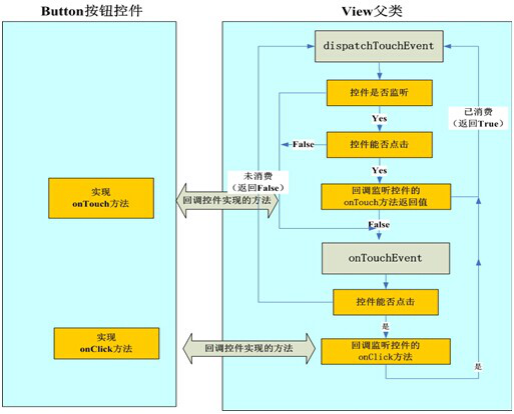 Button按钮控件
View父类
dispatchTouchEvent
控件是否监听
Yes
已消费
（返回True）
False
控件能否点击
Yes
未消费
（返回False）
实现
onTouch方法
回调控件实现的方法
回调监听控件的
onTouch方法返回值
False
onTouchEvent
控件能否点击
是
实现
onClick方法
回调控件实现的方法
回调监听控件的
onClick方法
是